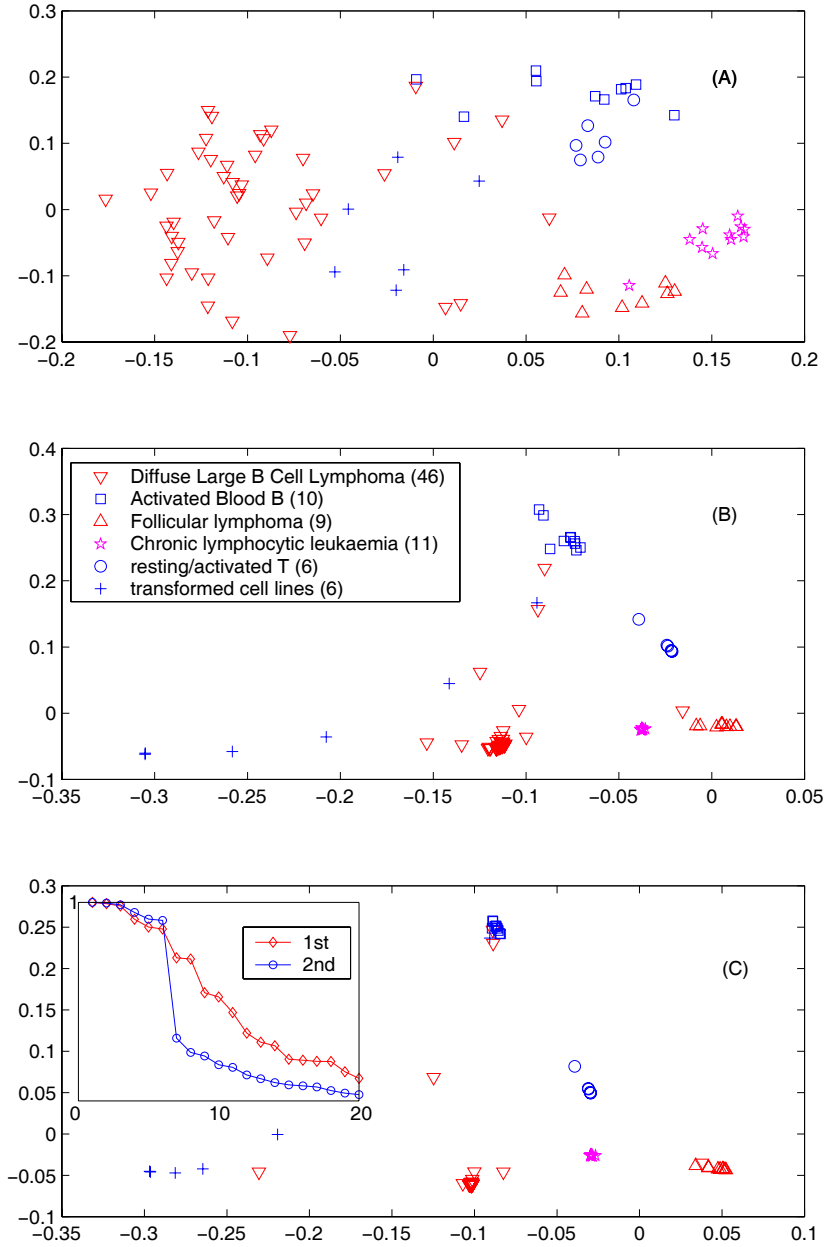 0.3
0.2
0.1
0
−0.1
−0.2
(A)
−0.2 −0.15 −0.1 −0.05 0 0.05 0.1 0.15 0.2
0.4
0.3
0.2
0.1
0
−0.1
Diffuse Large B Cell Lymphoma (46)
Activated Blood B (10)
Follicular lymphoma (9)
Chronic lymphocytic leukaemia (11)
resting/activated T (6)
transformed cell lines (6)
(B)
−0.35 −0.3 −0.25 −0.2 −0.15 −0.1 −0.05 0 0.05
0.3
0.25
0.2
0.15
0.1
0.05
0
−0.05
−0.1
1
1st
2nd
0 10 20
(C)
−0.35 −0.3 −0.25 −0.2 −0.15 −0.1 −0.05 0 0.05 0.1